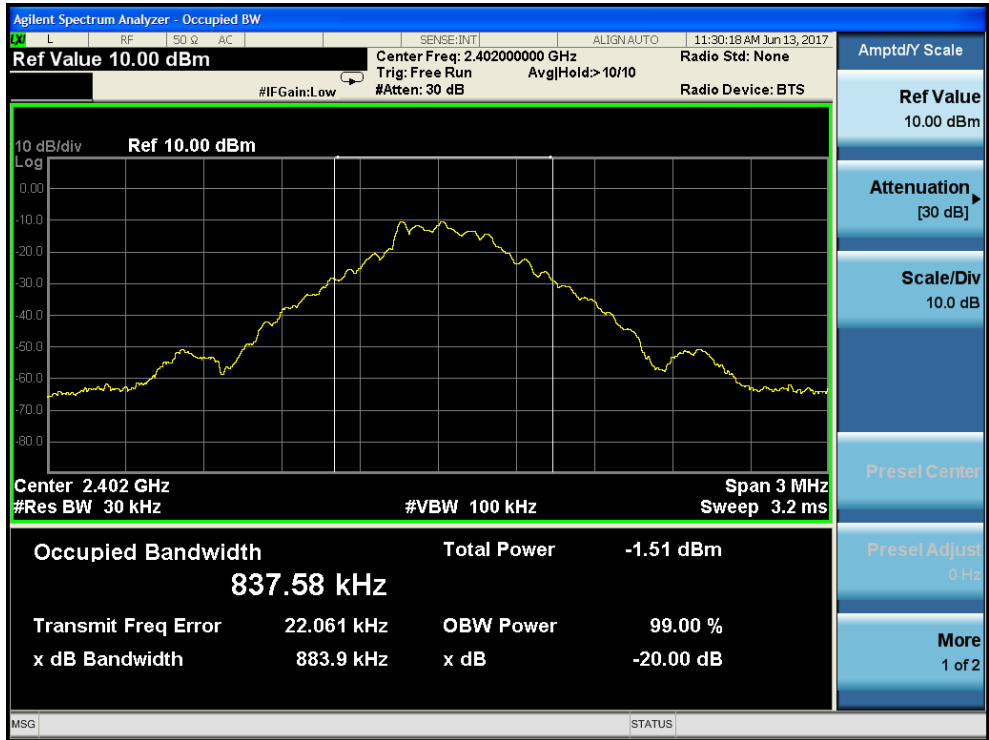 Agilent Spectrum Analyzer - Occupied BW
LXI L RF 50 Ω AC SENSE:INT ALIGN AUTO 11:30:18 AM Jun 13, 2017
Ref Value 10.00 dBm
Center Freq: 2.402000000 GHz
Radio Std: None
Trig: Free Run Avg|Hold:>10/10
#IFGain:Low
#Atten: 30 dB
Radio Device: BTS
10 dB/div Ref 10.00 dBm
Log
0.00
-10.0
-20.0
-30.0
-40.0
-50.0
-60.0
-70.0
-80.0
Center 2.402 GHz
Span 3 MHz
#Res BW 30 kHz
#VBW 100 kHz
Sweep 3.2 ms
Occupied Bandwidth
837.58 kHz
Total Power -1.51 dBm
Transmit Freq Error 22.061 kHz
OBW Power 99.00 %
x dB Bandwidth 883.9 kHz
x dB -20.00 dB
Amptd/Y Scale
Ref Value
10.00 dBm
Attenuation
[30 dB]
Scale/Div
10.0 dB
Presel Center
Presel Adjust
0 Hz
More
1 of 2
MSG
STATUS